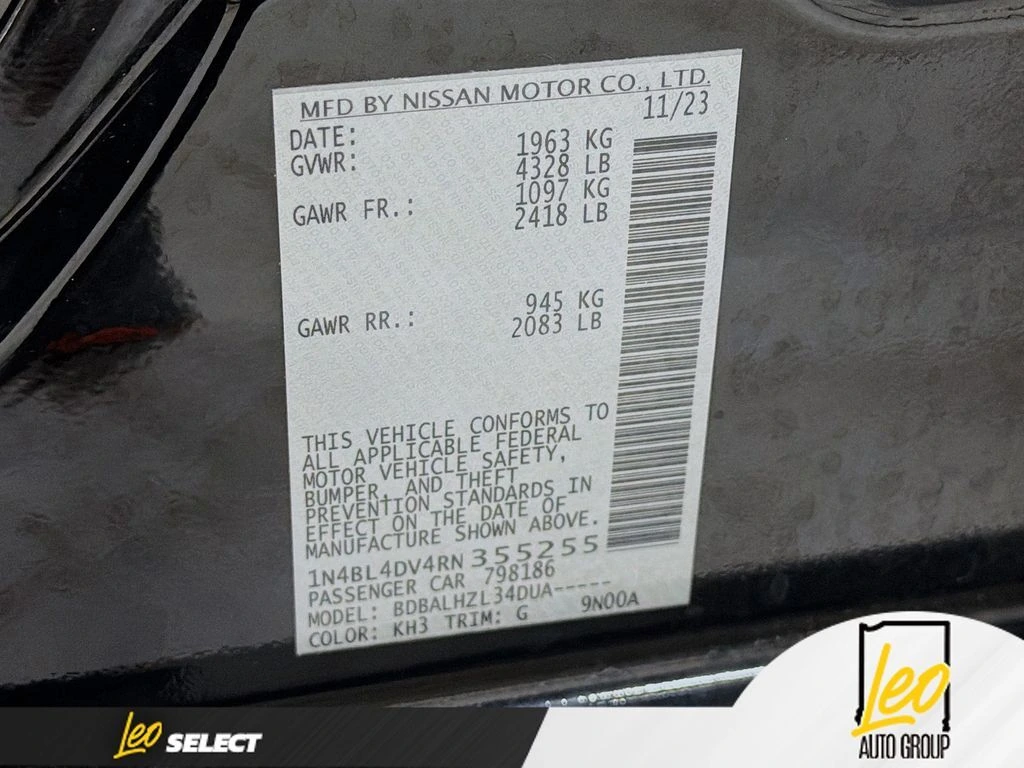 MFD BY NISSAN MOTOR CO., LTD.
DATE: 11/23
GVWR: 1963 KG
4328 LB
GAWR FR.: 1097 KG
2418 LB
GAWR RR.: 945 KG
2083 LB
THIS VEHICLE CONFORMS TO
ALL APPLICABLE FEDERAL
MOTOR VEHICLE SAFETY,
BUMPER, AND THEFT
PREVENTION STANDARDS IN
EFFECT ON THE DATE OF
MANUFACTURE SHOWN ABOVE.
1N4BL4DV4RN355255
PASSENGER CAR 798186
MODEL: BDBALHZL34DUA-----
COLOR: KH3 TRIM: G 9N00A
Leo SELECT
Leo
AUTO GROUP